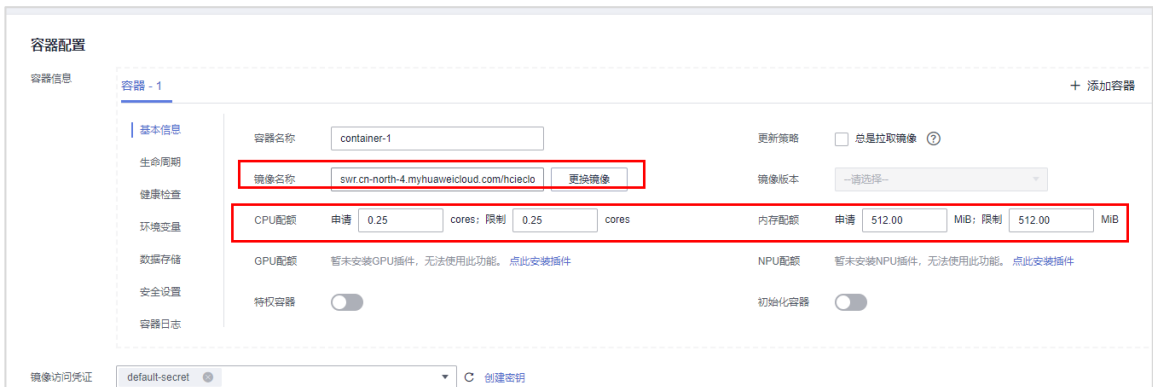 容器配置
容器信息
容器 - 1
+ 添加容器
基本信息
容器名称 container-1 更新策略 总是拉取镜像 ?
生命周期
镜像名称 swr.cn-north-4.myhuaweicloud.com/hcieclo 更换镜像 镜像版本 --请选择--
健康检查
CPU配额 申请 0.25 cores; 限制 0.25 cores 内存配额 申请 512.00 MiB; 限制 512.00 MiB
环境变量
数据存储 GPU配额 暂未安装GPU插件，无法使用此功能。 点此安装插件 NPU配额 暂未安装NPU插件，无法使用此功能。 点此安装插件
安全设置
特权容器 初始化容器
容器日志
镜像访问凭证 default-secret 创建密钥